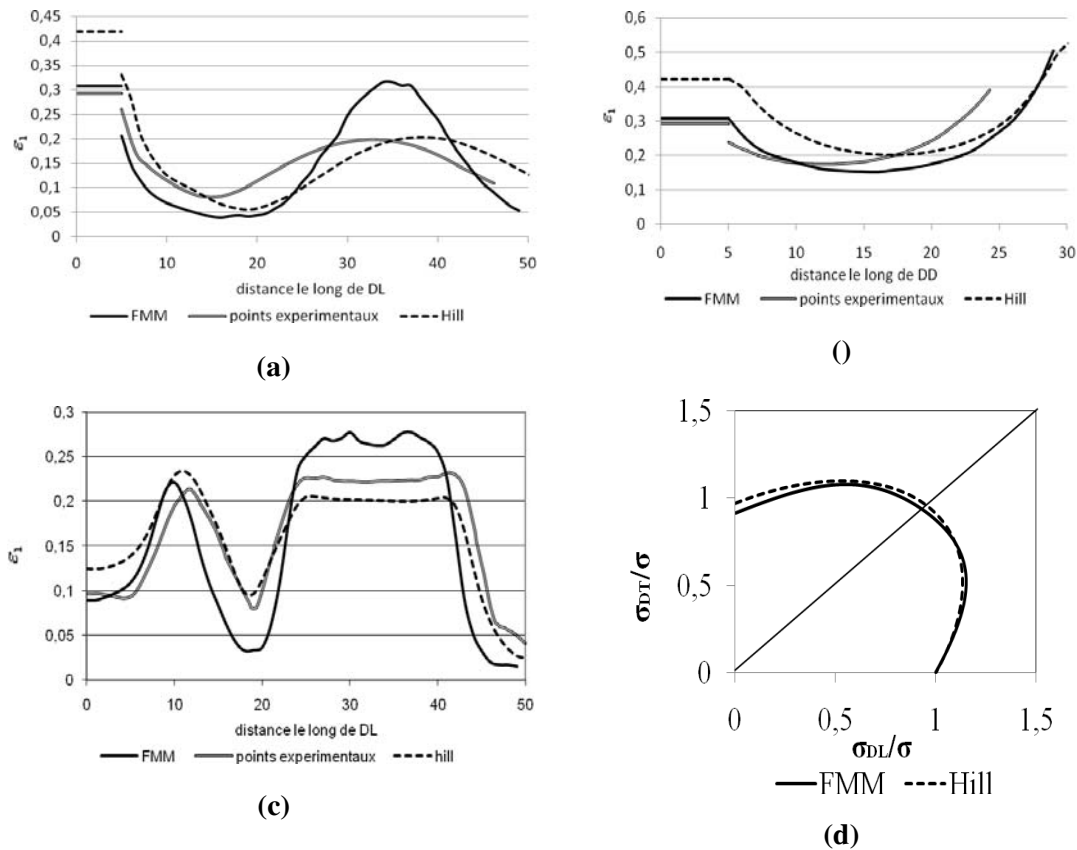 0,45
0,4
0,35
0,3
0,25
0,2
0,15
0,1
0,05
0
ε1
0 10 20 30 40 50
distance le long de DL
FMM points experimentaux Hill
(a)
0,6
0,5
0,4
0,3
0,2
0,1
0
ε1
0 5 10 15 20 25 30
distance le long de DD
FMM points experimentaux Hill
()
0,3
0,25
0,2
0,15
0,1
0,05
0
ε1
0 10 20 30 40 50
distance le long de DL
FMM points experimentaux hill
(c)
1,5
1
0,5
0
σDT/σ
0 0,5 1 1,5
σDL/σ
FMM Hill
(d)